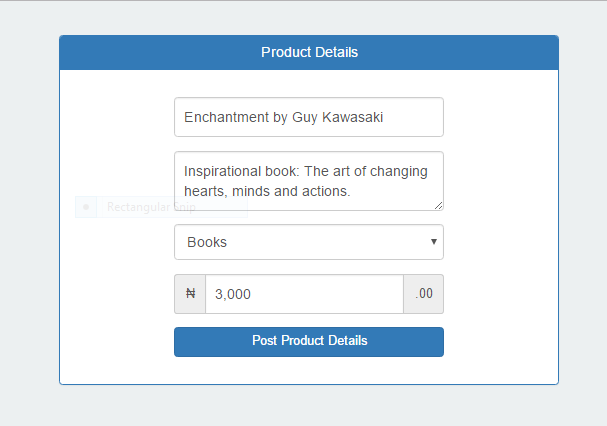 Product Details
Enchantment by Guy Kawasaki
Inspirational book: The art of changing
hearts, minds and actions.
Rectangular Snip
Books
₦ 3,000 .00
Post Product Details